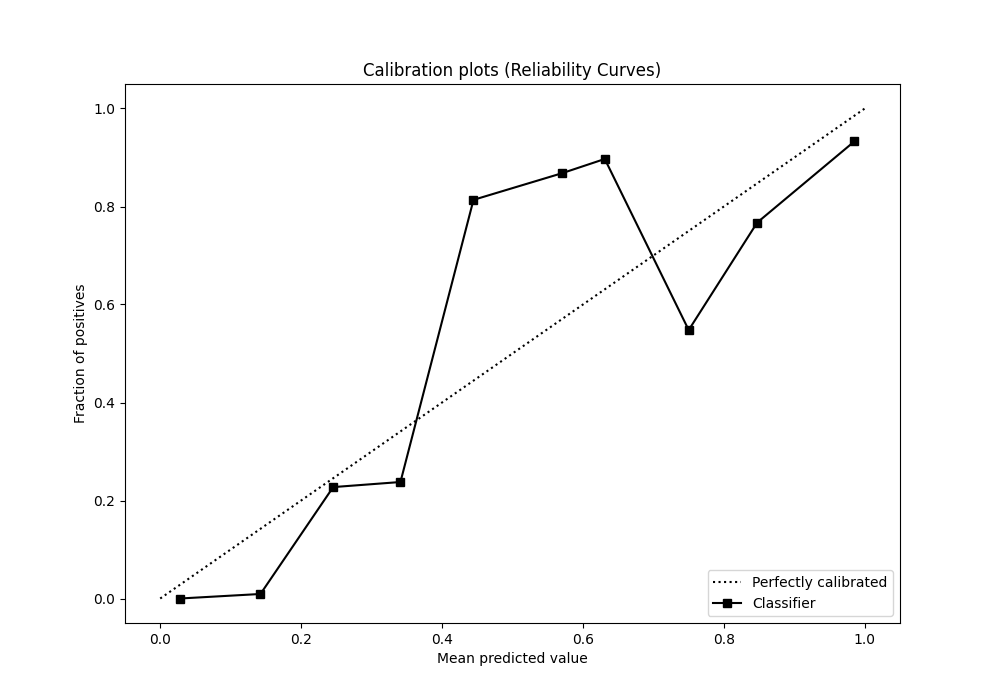 Calibration plots (Reliability Curves)
1.0
0.8
0.6
0.4
0.2
0.0
Fraction of positives
0.0 0.2 0.4 0.6 0.8 1.0
Mean predicted value
Perfectly calibrated
Classifier